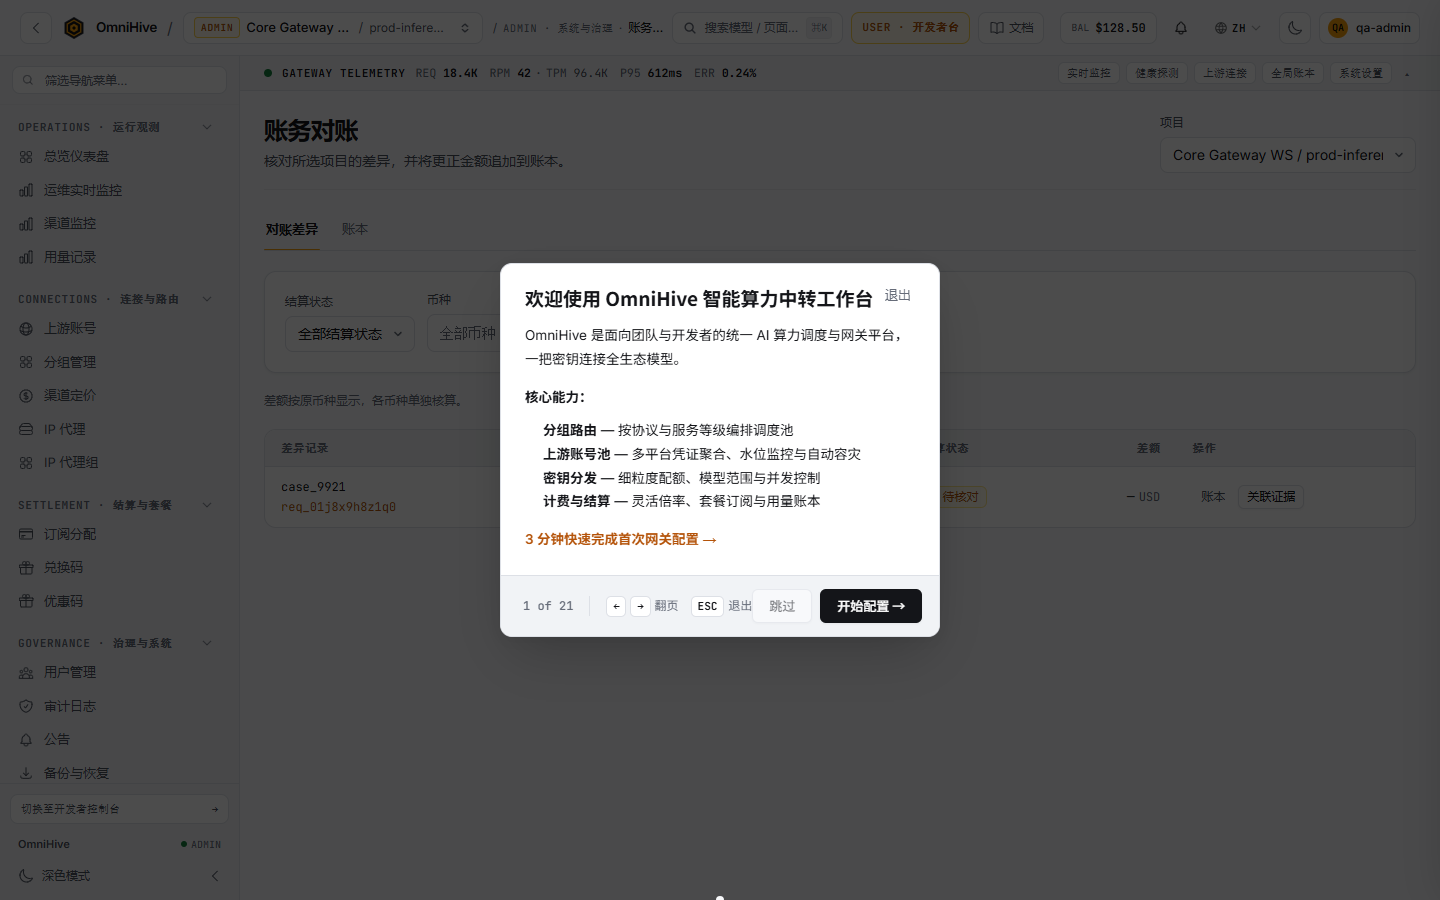 OmniHive / ADMIN Core Gateway ... / prod-infere... / ADMIN · 系统与治理 · 账务... 搜索模型 / 页面... ⌘K USER · 开发者台 文档 BAL $128.50 ZH QA qa-admin
筛选导航菜单...
GATEWAY TELEMETRY REQ 18.4K RPM 42 · TPM 96.4K P95 612ms ERR 0.24% 实时监控 健康探测 上游连接 全局账本 系统设置
OPERATIONS · 运行观测
总览仪表盘
运维实时监控
渠道监控
用量记录
CONNECTIONS · 连接与路由
上游账号
分组管理
渠道定价
IP 代理
IP 代理组
SETTLEMENT · 结算与套餐
订阅分配
兑换码
优惠码
GOVERNANCE · 治理与系统
用户管理
审计日志
公告
备份与恢复
切换至开发者控制台 →
OmniHive ADMIN
深色模式
账务对账
核对所选项目的差异，并将更正金额追加到账本。
项目
Core Gateway WS / prod-inferer
对账差异 账本
结算状态 币种
全部结算状态 全部币种
差额按原币种显示，各币种单独核算。
差异记录 状态 差额 操作
case_9921
req_01j8x9h8z1q0
待核对 — USD 账本 关联证据
欢迎使用 OmniHive 智能算力中转工作台 退出
OmniHive 是面向团队与开发者的统一 AI 算力调度与网关平台，
一把密钥连接全生态模型。
核心能力：
分组路由 — 按协议与服务等级编排调度池
上游账号池 — 多平台凭证聚合、水位监控与自动容灾
密钥分发 — 细粒度配额、模型范围与并发控制
计费与结算 — 灵活倍率、套餐订阅与用量账本
3 分钟快速完成首次网关配置 →
1 of 21 ← → 翻页 ESC 退出 跳过 开始配置 →